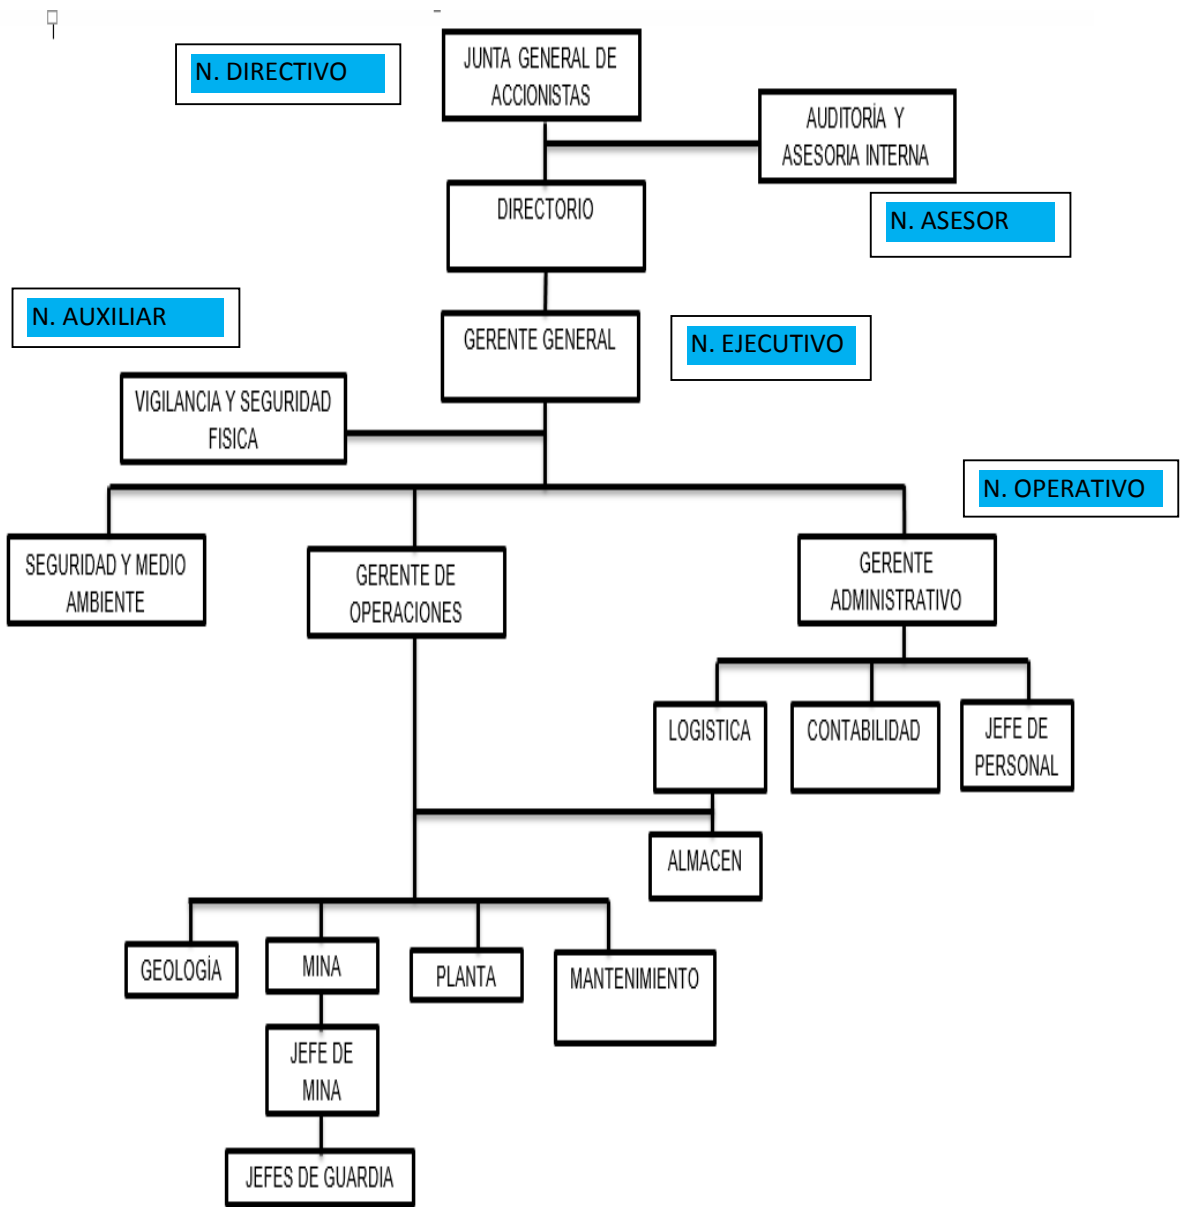 N. DIRECTIVO
JUNTA GENERAL DE
ACCIONISTAS
AUDITORÍA Y
ASESORIA INTERNA
DIRECTORIO
N. ASESOR
N. AUXILIAR
GERENTE GENERAL
N. EJECUTIVO
VIGILANCIA Y SEGURIDAD
FISICA
N. OPERATIVO
SEGURIDAD Y MEDIO
AMBIENTE
GERENTE DE
OPERACIONES
GERENTE
ADMINISTRATIVO
LOGISTICA
CONTABILIDAD
JEFE DE
PERSONAL
ALMACEN
GEOLOGÍA
MINA
PLANTA
MANTENIMIENTO
JEFE DE
MINA
JEFES DE GUARDIA